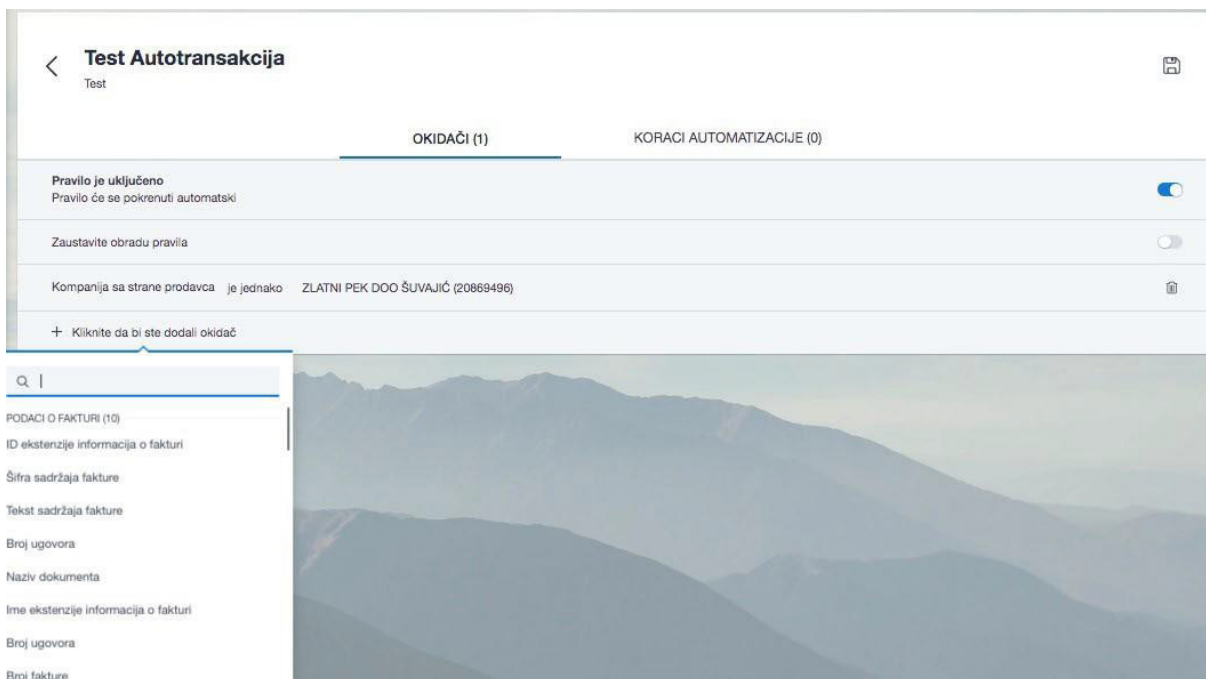 Test Autotransakcija
Test
OKIDAČI (1)
KORACI AUTOMATIZACIJE (0)
Pravilo je uključeno
Pravilo će se pokrenuti automatski
Zaustavite obradu pravila
Kompanija sa strane prodavca je jednako ZLATNI PEK DOO ŠUVAJIĆ (20869496)
+ Kliknite da bi ste dodali okidač
PODACI O FAKTURI (10)
ID ekstenzije informacija o fakturi
Šifra sadržaja fakture
Tekst sadržaja fakture
Broj ugovora
Naziv dokumenta
Ime ekstenzije informacija o fakturi
Broj ugovora
Broj fakture